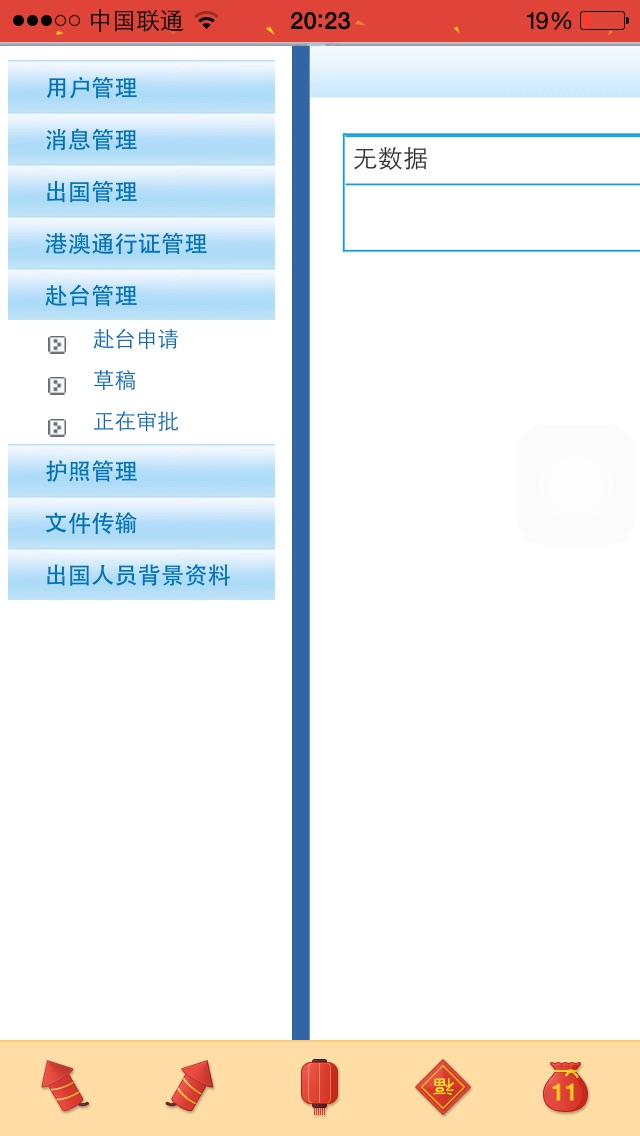 中国联通 20:23 19%
用户管理
消息管理
出国管理
港澳通行证管理
赴台管理
赴台申请
草稿
正在审批
护照管理
文件传输
出国人员背景资料
无数据
福
11